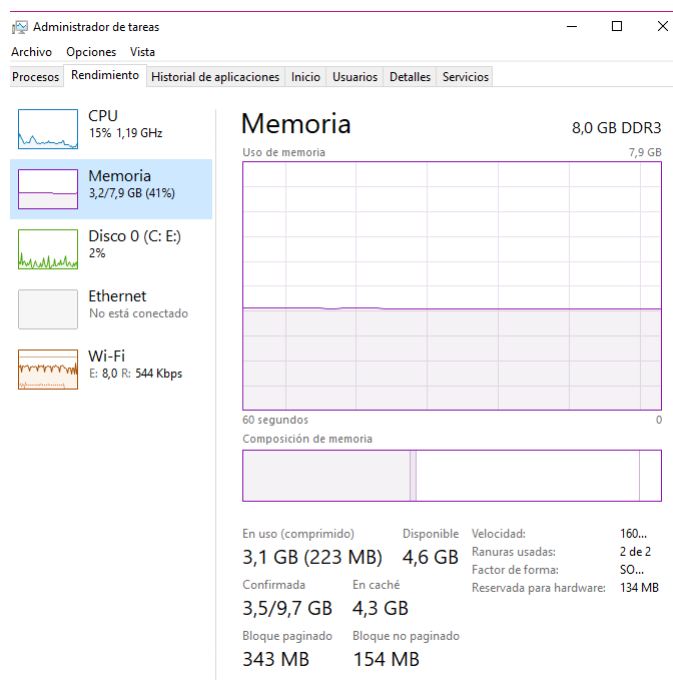 Administrador de tareas
Archivo Opciones Vista
Procesos Rendimiento Historial de aplicaciones Inicio Usuarios Detalles Servicios
CPU
15% 1,19 GHz
Memoria
3,2/7,9 GB (41%)
Disco 0 (C: E:)
2%
Ethernet
No está conectado
Wi-Fi
E: 8,0 R: 544 Kbps
Memoria 8,0 GB DDR3
Uso de memoria 7,9 GB
60 segundos 0
Composición de memoria
En uso (comprimido) Disponible
3,1 GB (223 MB) 4,6 GB
Confirmada En caché
3,5/9,7 GB 4,3 GB
Bloque paginado Bloque no paginado
343 MB 154 MB
Velocidad: 160...
Ranuras usadas: 2 de 2
Factor de forma: SO...
Reservada para hardware: 134 MB